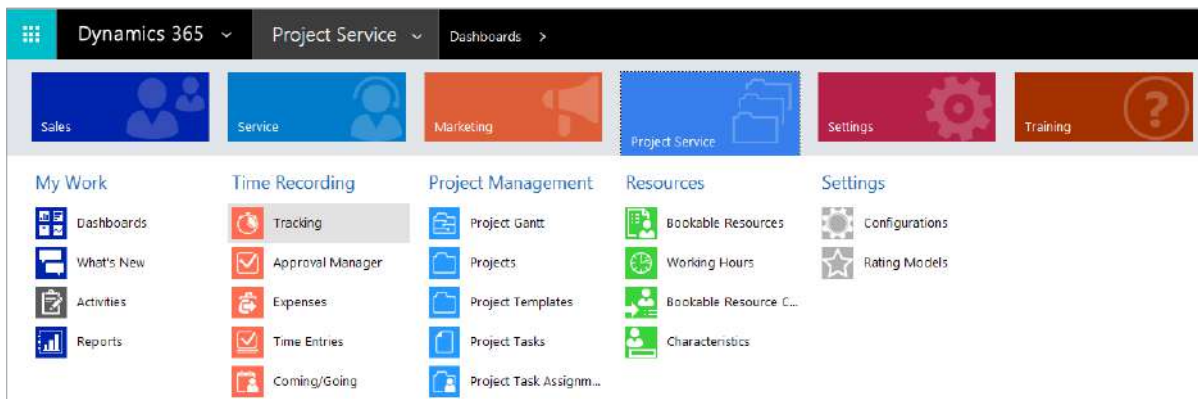 Dynamics 365 Project Service Dashboards >
Sales Service Marketing Project Service Settings Training
My Work Time Recording Project Management Resources Settings
Dashboards Tracking Project Gantt Bookable Resources Configurations
What's New Approval Manager Projects Working Hours Rating Models
Activities Expenses Project Templates Bookable Resource C...
Reports Time Entries Project Tasks Characteristics
Coming/Going Project Task Assignm...